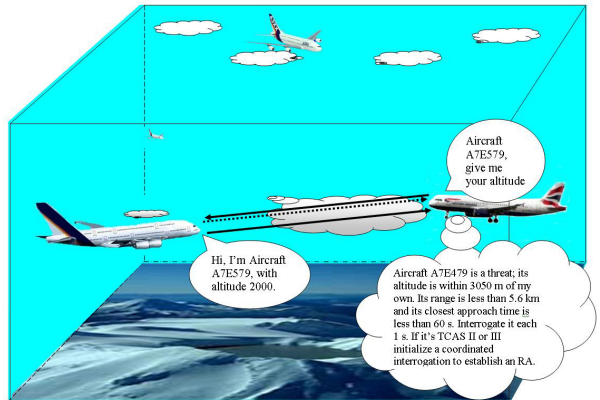 Aircraft
A7E579,
give me
your altitude
Hi, I'm Aircraft
A7E579, with
altitude 2000.
Aircraft A7E479 is a threat; its
altitude is within 3050 m of my
own. Its range is less than 5.6 km
and its closest approach time is
less than 60 s. Interrogate it each
1 s. If it's TCAS II or III
initialize a coordinated
interrogation to establish an RA.